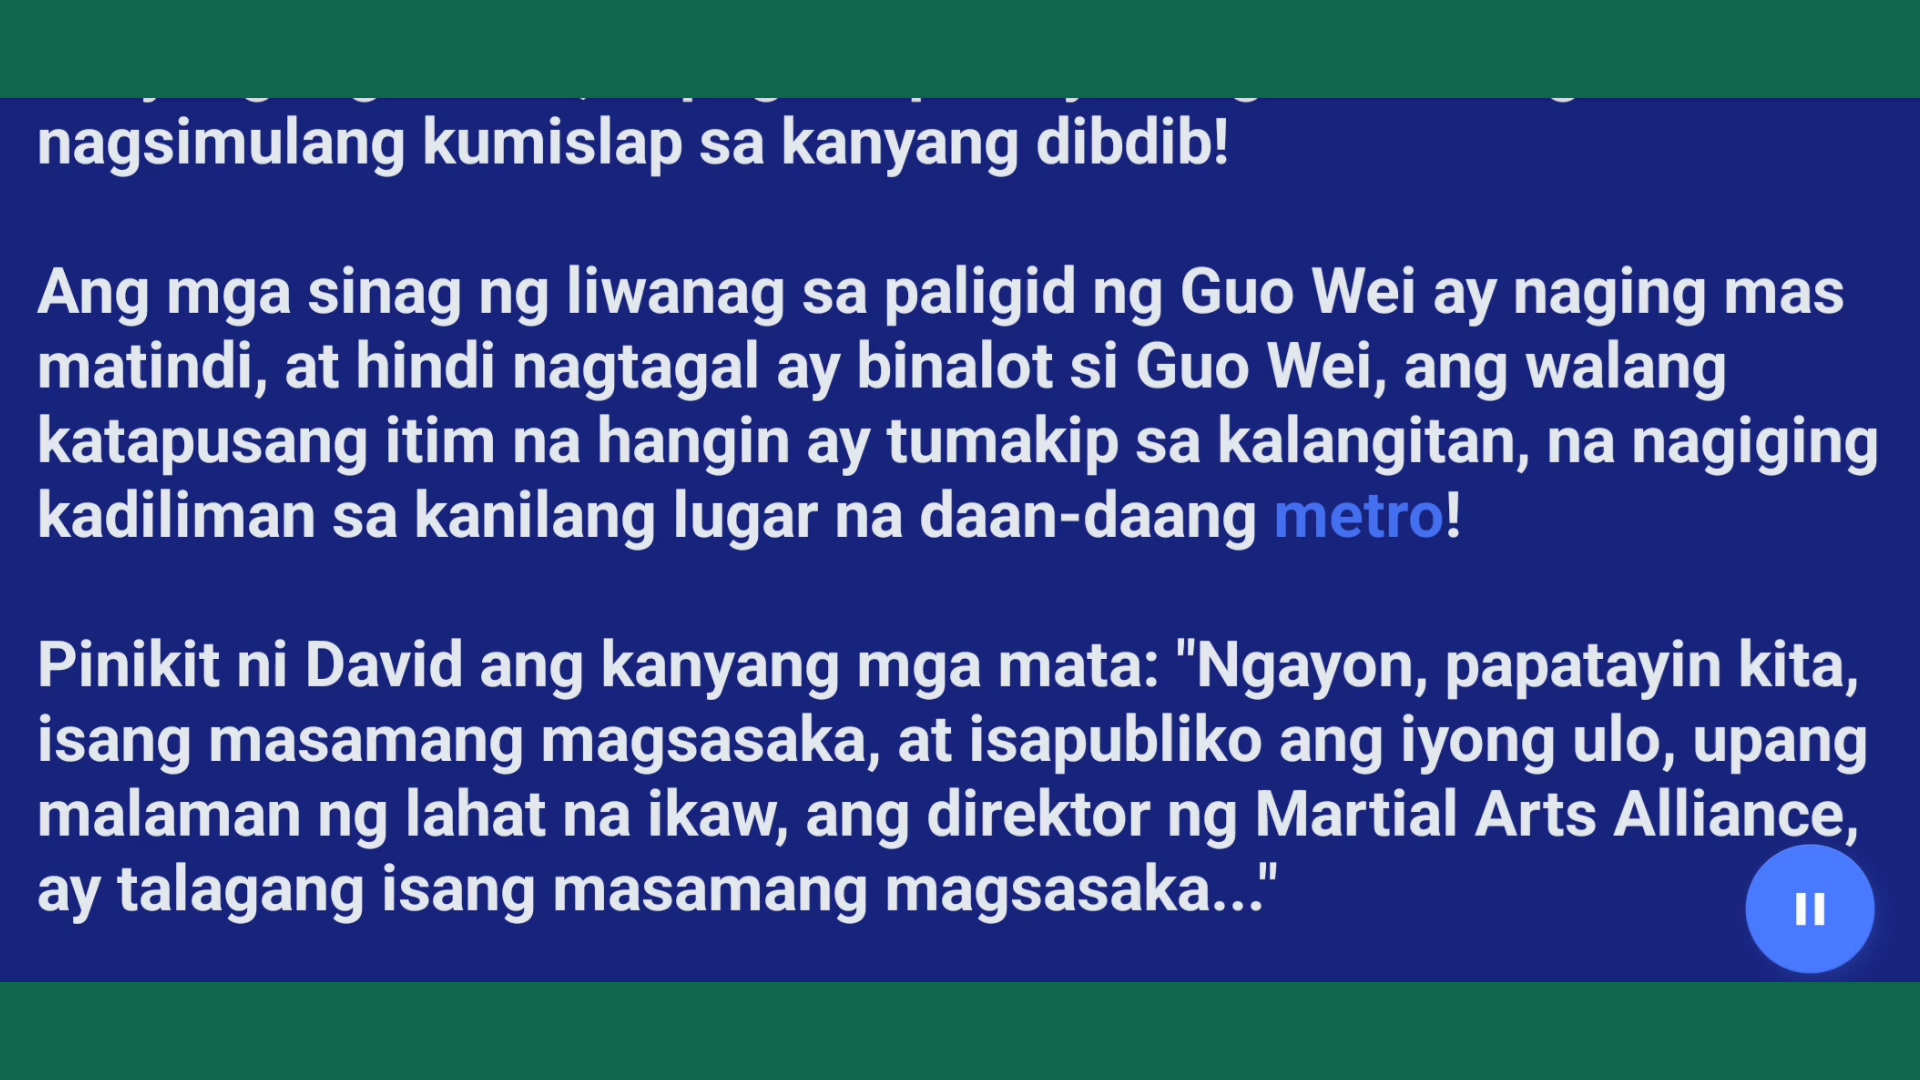 nagsimulang kumislap sa kanyang dibdib!
Ang mga sinag ng liwanag sa paligid ng Guo Wei ay naging mas
matindi, at hindi nagtagal ay binalot si Guo Wei, ang walang
katapusang itim na hangin ay tumakip sa kalangitan, na nagiging
kadiliman sa kanilang lugar na daan-daang metro!
Pinikit ni David ang kanyang mga mata: "Ngayon, papatayin kita,
isang masamang magsasaka, at isapubliko ang iyong ulo, upang
malaman ng lahat na ikaw, ang direktor ng Martial Arts Alliance,
ay talagang isang masamang magsasaka..."